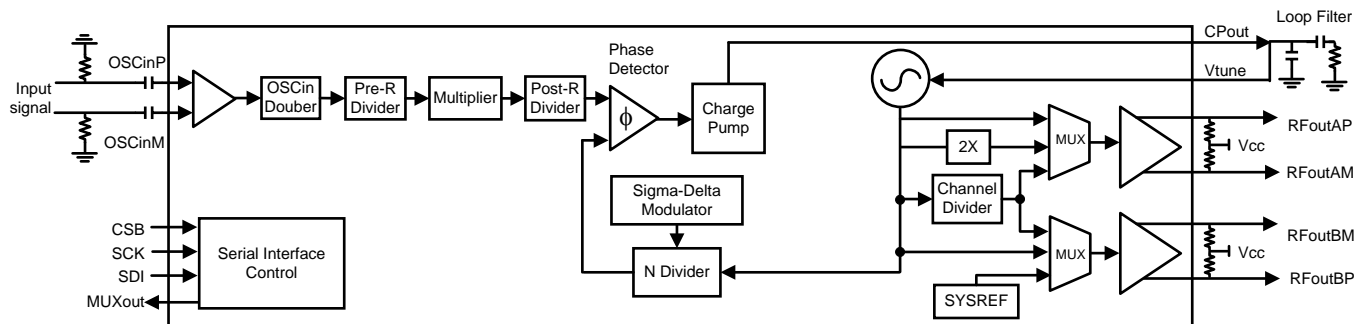 Loop Filter
CPout
Vtune
OSCinP
Input
signal
OSCinM
OSCin
Douber
Pre-R
Divider
Multiplier
Post-R
Divider
Phase
Detector
ϕ
Charge
Pump
MUX
2X
Channel
Divider
RFoutAP
Vcc
RFoutAM
Sigma-Delta
Modulator
N Divider
MUX
SYSREF
RFoutBM
Vcc
RFoutBP
CSB
SCK
SDI
MUXout
Serial Interface
Control